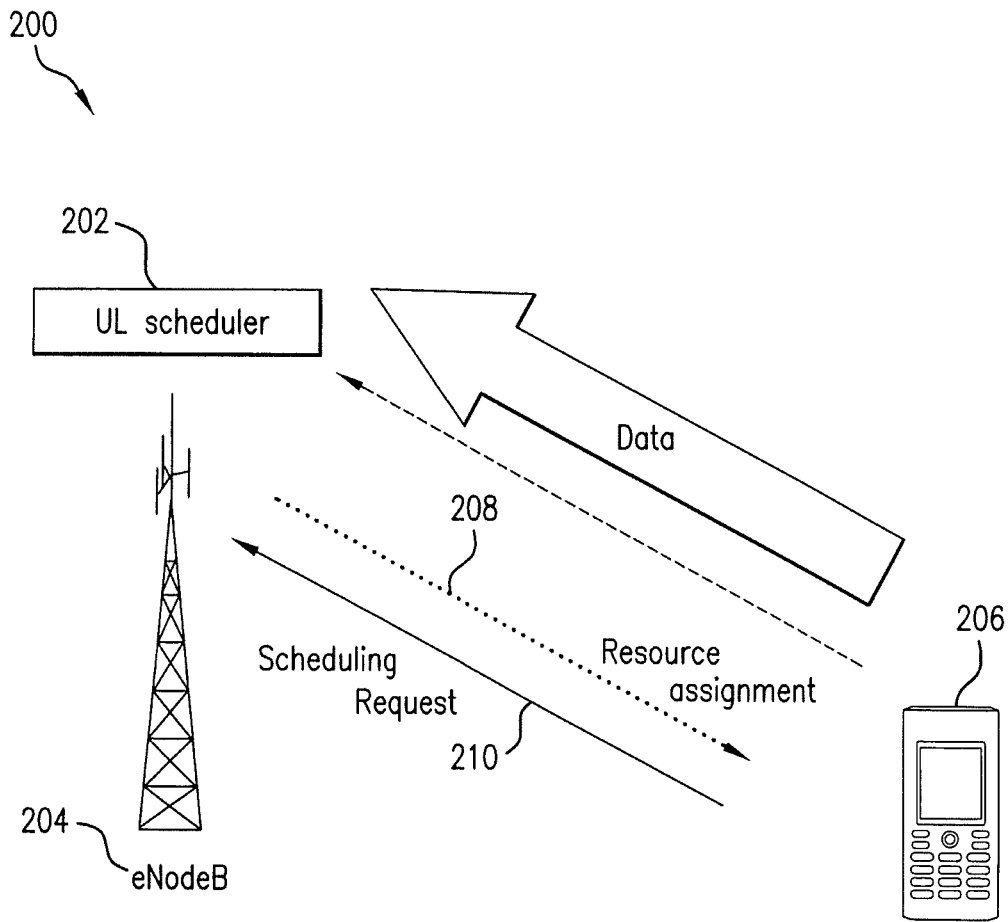 200
202
UL scheduler
Data
208
Scheduling
Request
Resource
assignment
206
210
204
eNodeB